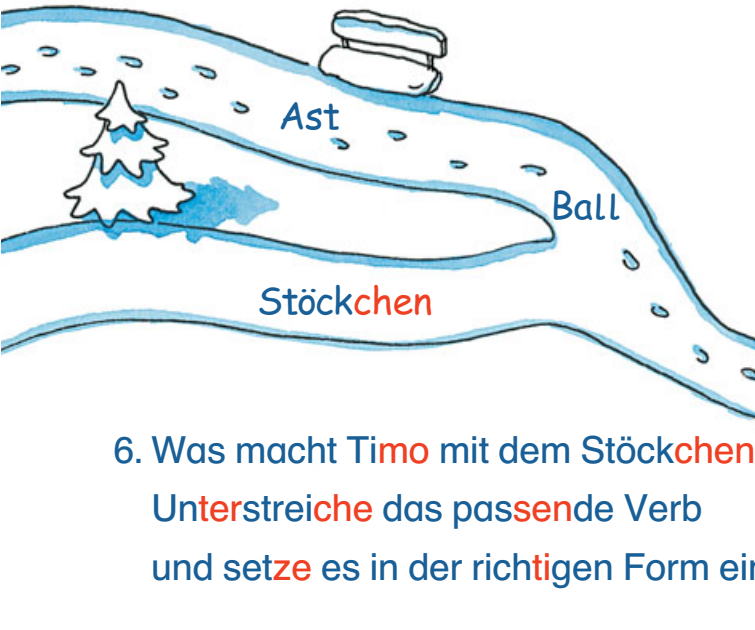 Ast
Ball
Stöckchen
6. Was macht Timo mit dem Stöckchen
Unterstreiche das passende Verb
und setze es in der richtigen Form ein